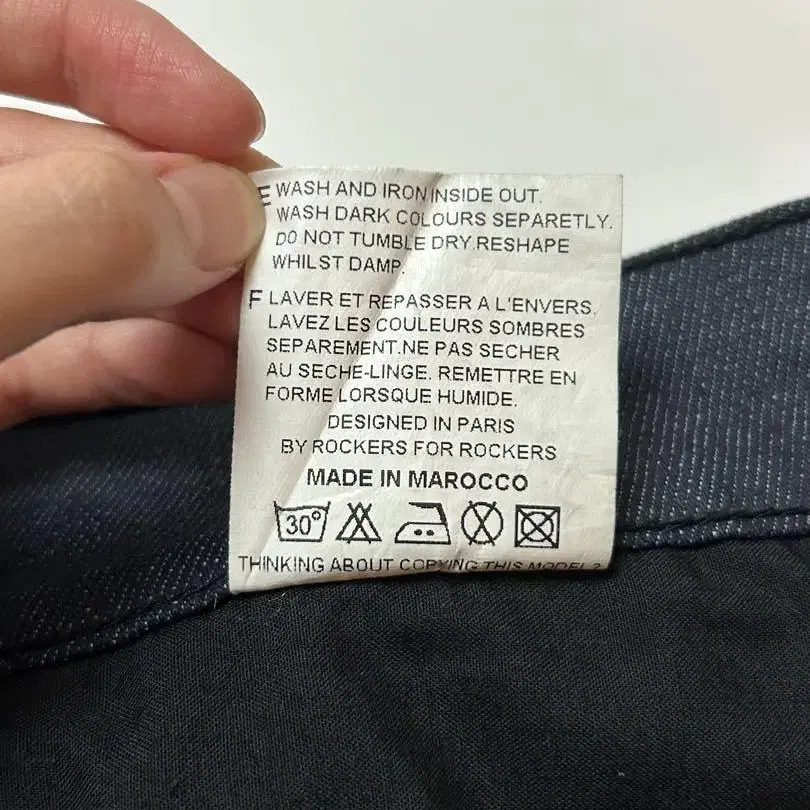 E WASH AND IRON INSIDE OUT.
WASH DARK COLOURS SEPARETLY.
DO NOT TUMBLE DRY.RESHAPE
WHILST DAMP.
F LAVER ET REPASSER A L'ENVERS.
LAVEZ LES COULEURS SOMBRES
SEPAREMENT.NE PAS SECHER
AU SECHE-LINGE. REMETTRE EN
FORME LORSQUE HUMIDE.
DESIGNED IN PARIS
BY ROCKERS FOR ROCKERS
MADE IN MAROCCO
30°
THINKING ABOUT COPYING THIS MODEL?